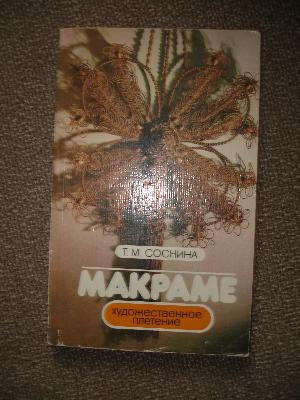 Т. М. СОСНИНА
МАКРАМЕ
художественное
плетение